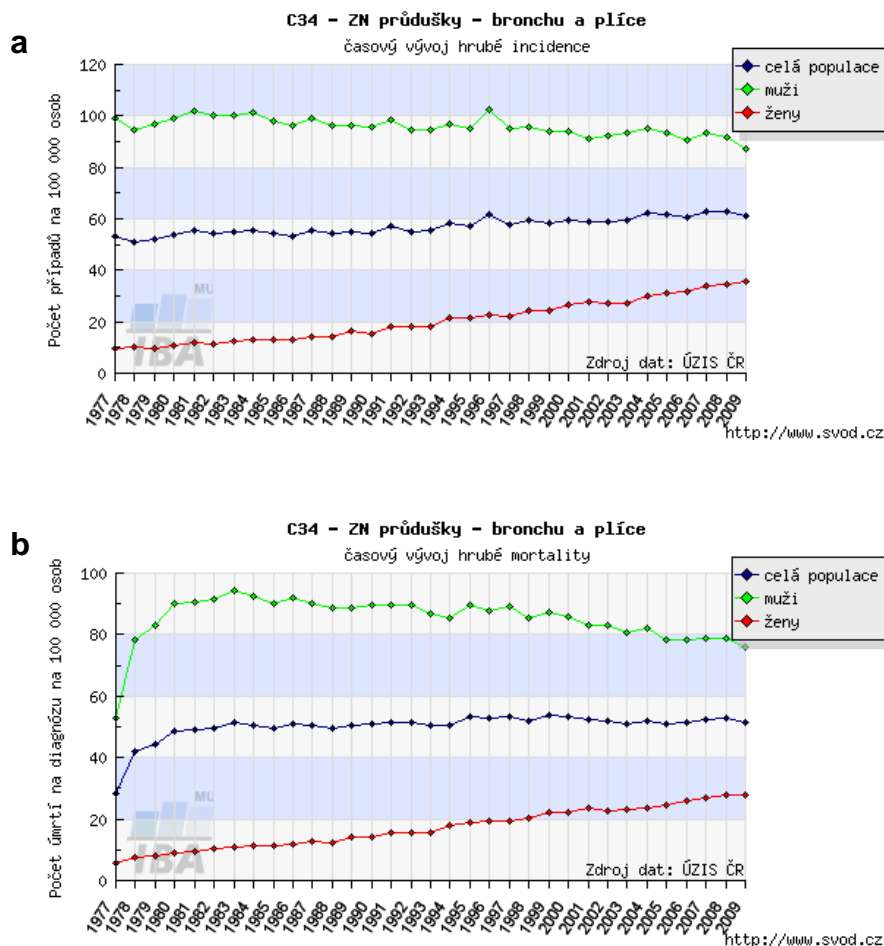 a
C34 - ZN průdušky - bronchu a plíce
časový vývoj hrubé incidence
celá populace
muži
ženy
Počet případů na 100 000 osob
120
100
80
60
40
20
0
MU
IBA
Zdroj dat: ÚZIS ČR
1977 1978 1979 1980 1981 1982 1983 1984 1985 1986 1987 1988 1989 1990 1991 1992 1993 1994 1995 1996 1997 1998 1999 2000 2001 2002 2003 2004 2005 2006 2007 2008 2009
http://www.svod.cz
b
C34 - ZN průdušky - bronchu a plíce
časový vývoj hrubé mortality
celá populace
muži
ženy
Počet úmrtí na diagnózu na 100 000 osob
100
80
60
40
20
0
MU
IBA
Zdroj dat: ÚZIS ČR
1977 1978 1979 1980 1981 1982 1983 1984 1985 1986 1987 1988 1989 1990 1991 1992 1993 1994 1995 1996 1997 1998 1999 2000 2001 2002 2003 2004 2005 2006 2007 2008 2009
http://www.svod.cz